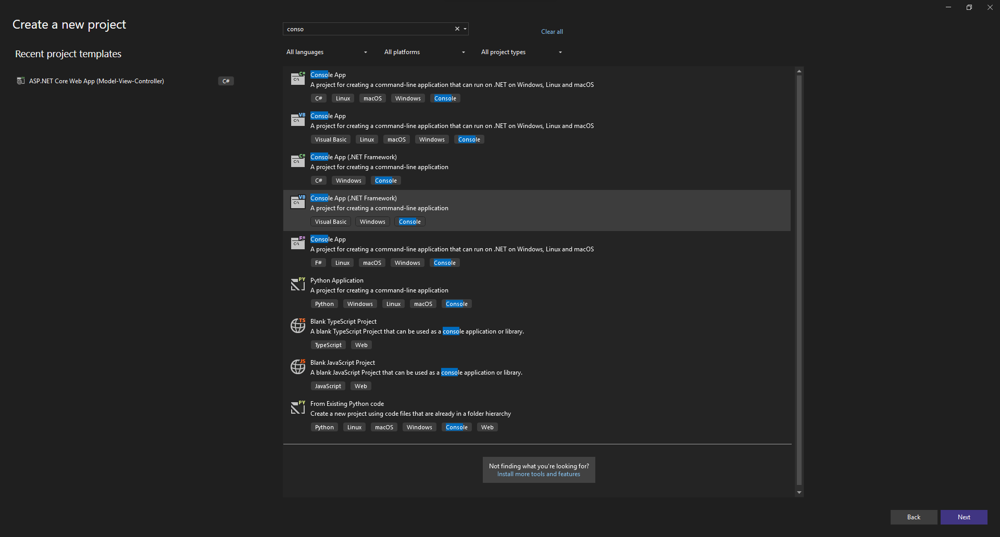 Create a new project
Recent project templates
ASP.NET Core Web App (Model-View-Controller)
C#
conso
Clear all
All languages
All platforms
All project types
C#
C:\
Console App
A project for creating a command-line application that can run on .NET on Windows, Linux and macOS
C# Linux macOS Windows Console
VB
C:\
Console App
A project for creating a command-line application that can run on .NET on Windows, Linux and macOS
Visual Basic Linux macOS Windows Console
C#
C:\
Console App (.NET Framework)
A project for creating a command-line application
C# Windows Console
VB
C:\
Console App (.NET Framework)
A project for creating a command-line application
Visual Basic Windows Console
F#
C:\
Console App
A project for creating a command-line application that can run on .NET on Windows, Linux and macOS
F# Linux macOS Windows Console
PY
Python Application
A project for creating a command-line application
Python Windows Linux macOS Console
TS
Blank TypeScript Project
A blank TypeScript Project that can be used as a console application or library.
TypeScript Web
JS
Blank JavaScript Project
A blank JavaScript Project that can be used as a console application or library.
JavaScript Web
PY
From Existing Python code
Create a new project using code files that are already in a folder hierarchy
Python Linux macOS Windows Console Web
Not finding what you're looking for?
Install more tools and features
Back
Next